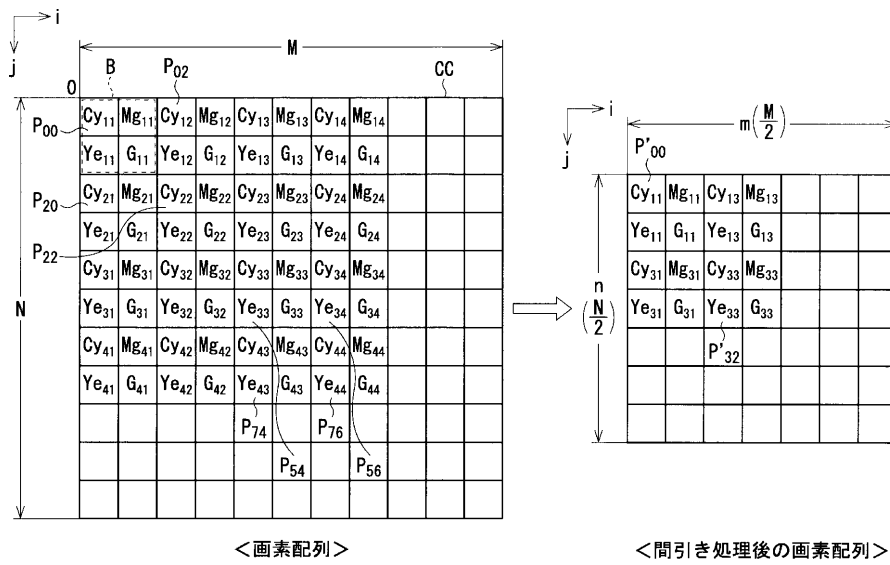 i
j
M
B
P02
CC
0
P00
Cy11 Mg11 Cy12 Mg12 Cy13 Mg13 Cy14 Mg14
Ye11 G11 Ye12 G12 Ye13 G13 Ye14 G14
P20
Cy21 Mg21 Cy22 Mg22 Cy23 Mg23 Cy24 Mg24
Ye21 G21 Ye22 G22 Ye23 G23 Ye24 G24
P22
Cy31 Mg31 Cy32 Mg32 Cy33 Mg33 Cy34 Mg34
N
Ye31 G31 Ye32 G32 Ye33 G33 Ye34 G34
Cy41 Mg41 Cy42 Mg42 Cy43 Mg43 Cy44 Mg44
Ye41 G41 Ye42 G42 Ye43 G43 Ye44 G44
P74 P76
P54 P56
<画素配列>
i
j
m(M/2)
P'00
Cy11 Mg11 Cy13 Mg13
Ye11 G11 Ye13 G13
Cy31 Mg31 Cy33 Mg33
n
(N/2)
Ye31 G31 Ye33 G33
P'32
<間引き処理後の画素配列>